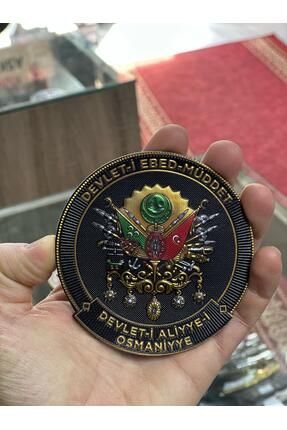 DEVLET-İ EBED-MÜDDET
DEVLET-İ ALİYYE-İ
OSMANİYYE